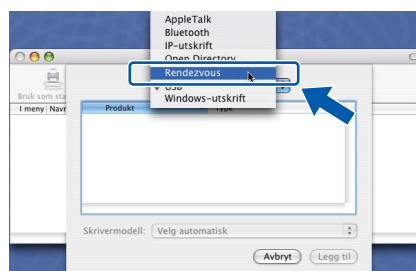 AppleTalk
Bluetooth
IP-utskrift
Open Directory
Rendezvous
USB
Windows-utskrift
Bruk som sta
I meny Navn
Produkt Type
Skrivermodell: Velg automatisk
Avbryt Legg til